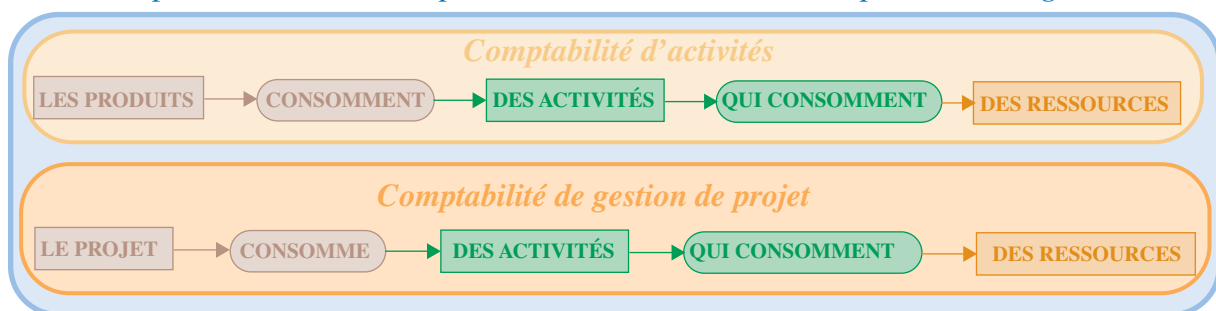 Comptabilité d'activités
LES PRODUITS CONSOMMENT DES ACTIVITÉS QUI CONSOMMENT DES RESSOURCES
Comptabilité de gestion de projet
LE PROJET CONSOMME DES ACTIVITÉS QUI CONSOMMENT DES RESSOURCES